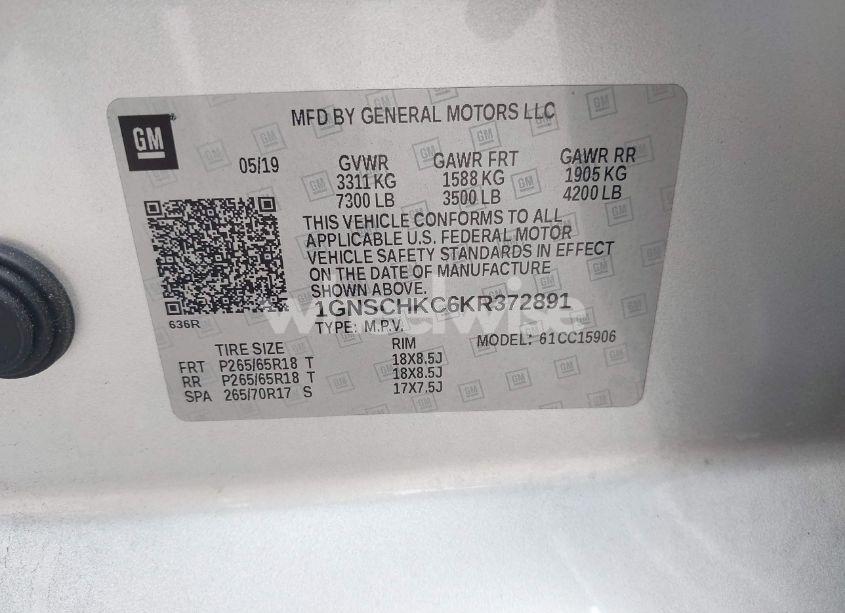 GM
MFD BY GENERAL MOTORS LLC
05/19 GVWR GAWR FRT GAWR RR
3311 KG 1588 KG 1905 KG
7300 LB 3500 LB 4200 LB
THIS VEHICLE CONFORMS TO ALL
APPLICABLE U.S. FEDERAL MOTOR
VEHICLE SAFETY STANDARDS IN EFFECT
ON THE DATE OF MANUFACTURE
SHOWN ABOVE.
636R
1GNSCHKC6KR372891
TYPE: M.P.V. MODEL: 61CC15906
TIRE SIZE RIM
FRT P265/65R18 T 18X8.5J
RR P265/65R18 T 18X8.5J
SPA 265/70R17 S 17X7.5J